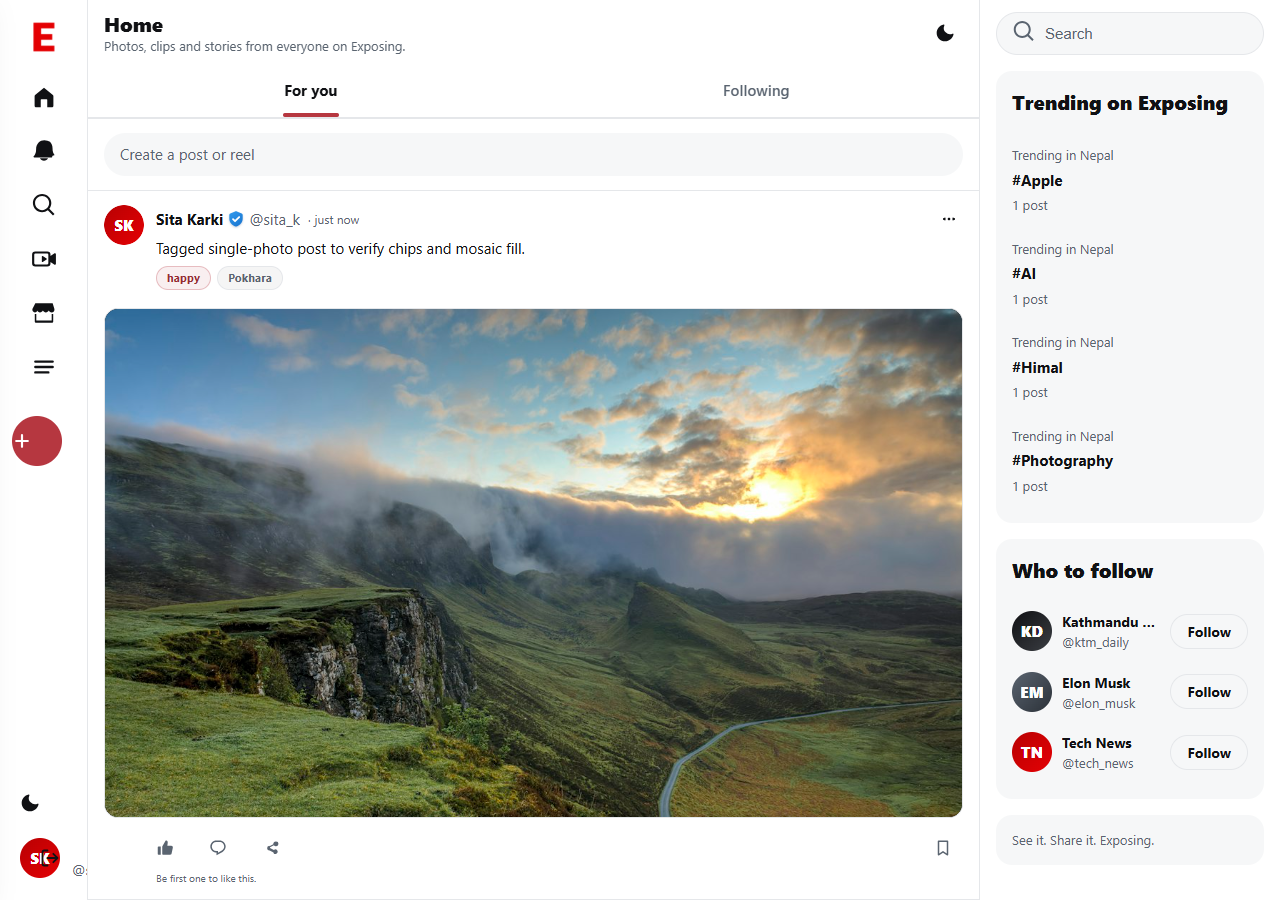 E
Home
Photos, clips and stories from everyone on Exposing.
For you
Following
Create a post or reel
SK
Sita Karki @sita_k · just now
Tagged single-photo post to verify chips and mosaic fill.
happy
Pokhara
Be first one to like this.
Search
Trending on Exposing
Trending in Nepal
#Apple
1 post
Trending in Nepal
#AI
1 post
Trending in Nepal
#Himal
1 post
Trending in Nepal
#Photography
1 post
Who to follow
KD
Kathmandu ...
@ktm_daily
Follow
EM
Elon Musk
@elon_musk
Follow
TN
Tech News
@tech_news
Follow
See it. Share it. Exposing.
SK